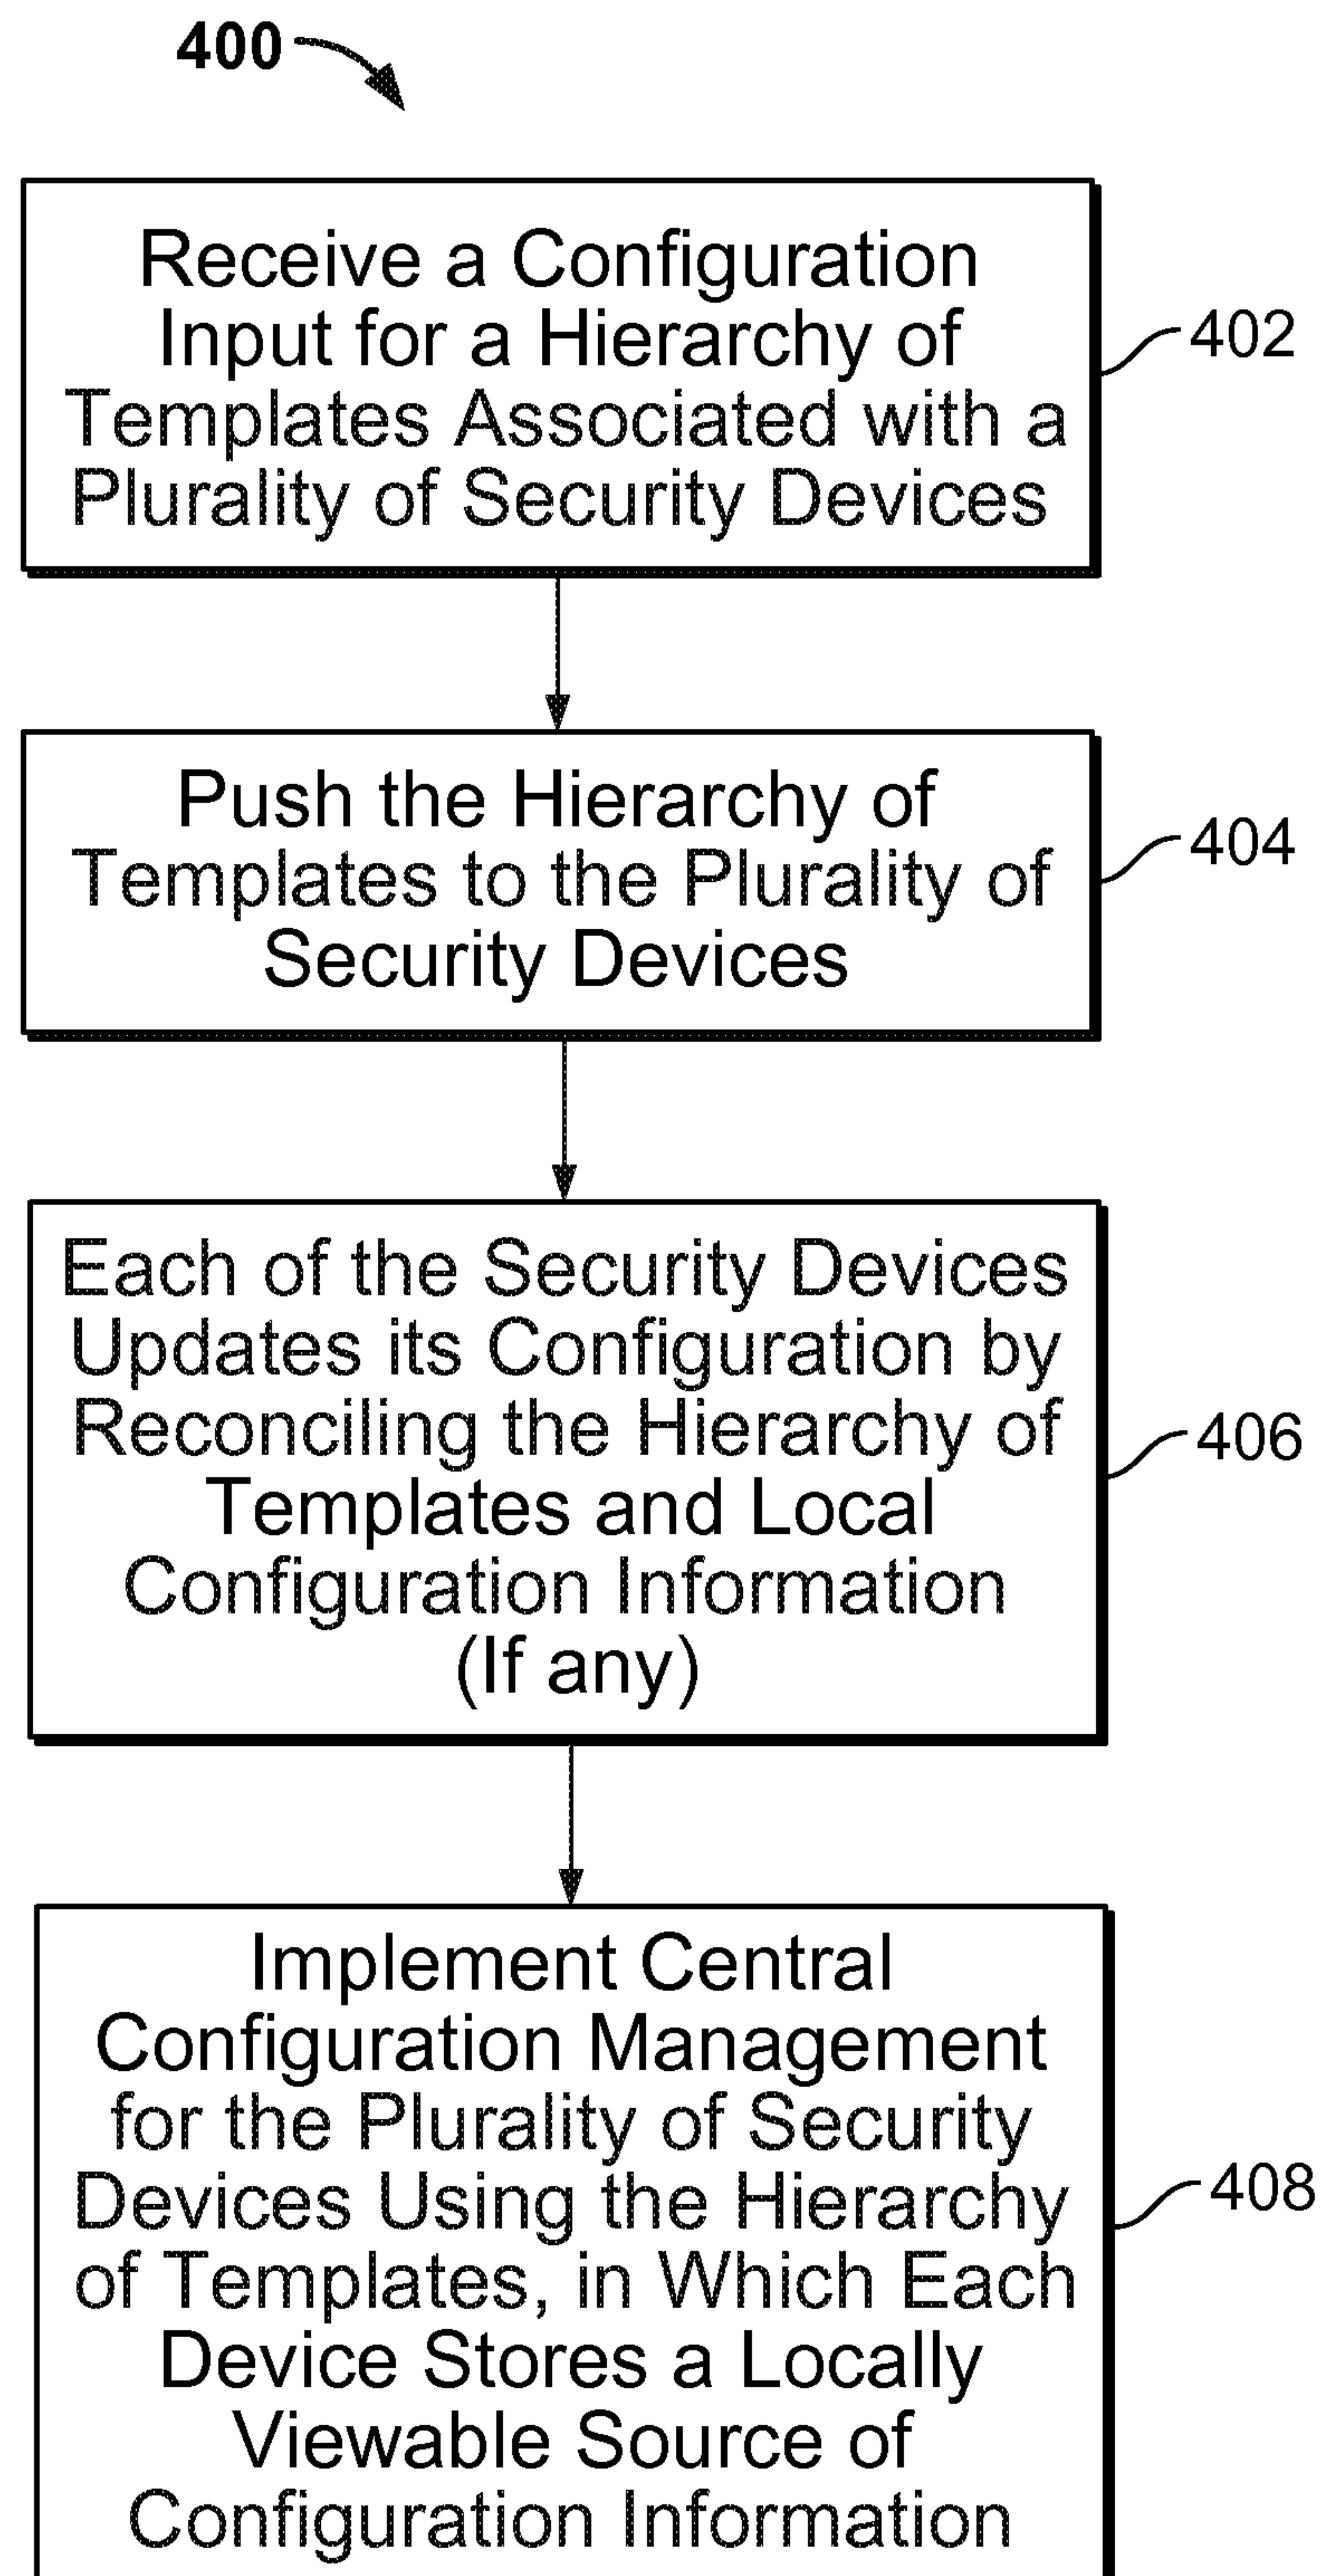 400
Receive a Configuration
Input for a Hierarchy of
Templates Associated with a
Plurality of Security Devices
402
Push the Hierarchy of
Templates to the Plurality of
Security Devices
404
Each of the Security Devices
Updates its Configuration by
Reconciling the Hierarchy of
Templates and Local
Configuration Information
(If any)
406
Implement Central
Configuration Management
for the Plurality of Security
Devices Using the Hierarchy
of Templates, in Which Each
Device Stores a Locally
Viewable Source of
Configuration Information
408